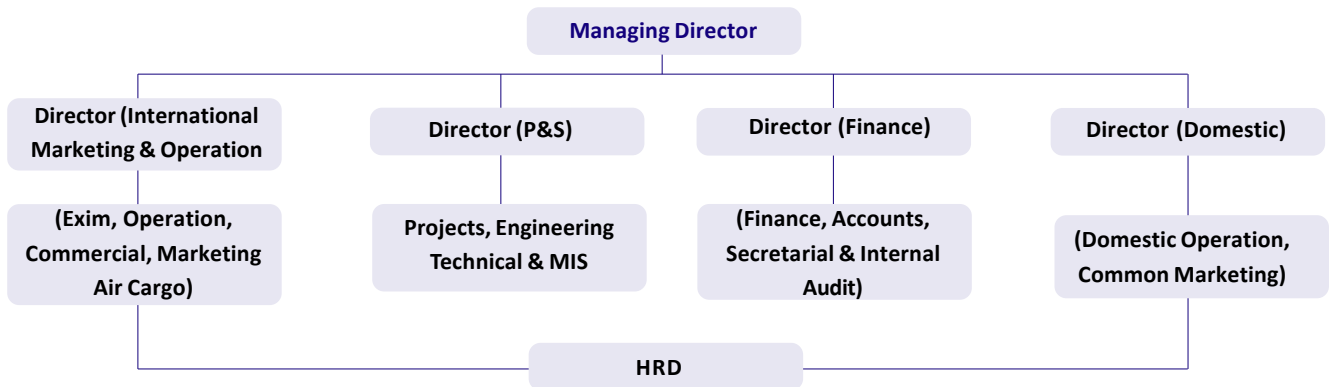 Managing Director
Director (International
Marketing & Operation
Director (P&S)
Director (Finance)
Director (Domestic)
(Exim, Operation,
Commercial, Marketing
Air Cargo)
Projects, Engineering
Technical & MIS
(Finance, Accounts,
Secretarial & Internal
Audit)
(Domestic Operation,
Common Marketing)
HRD